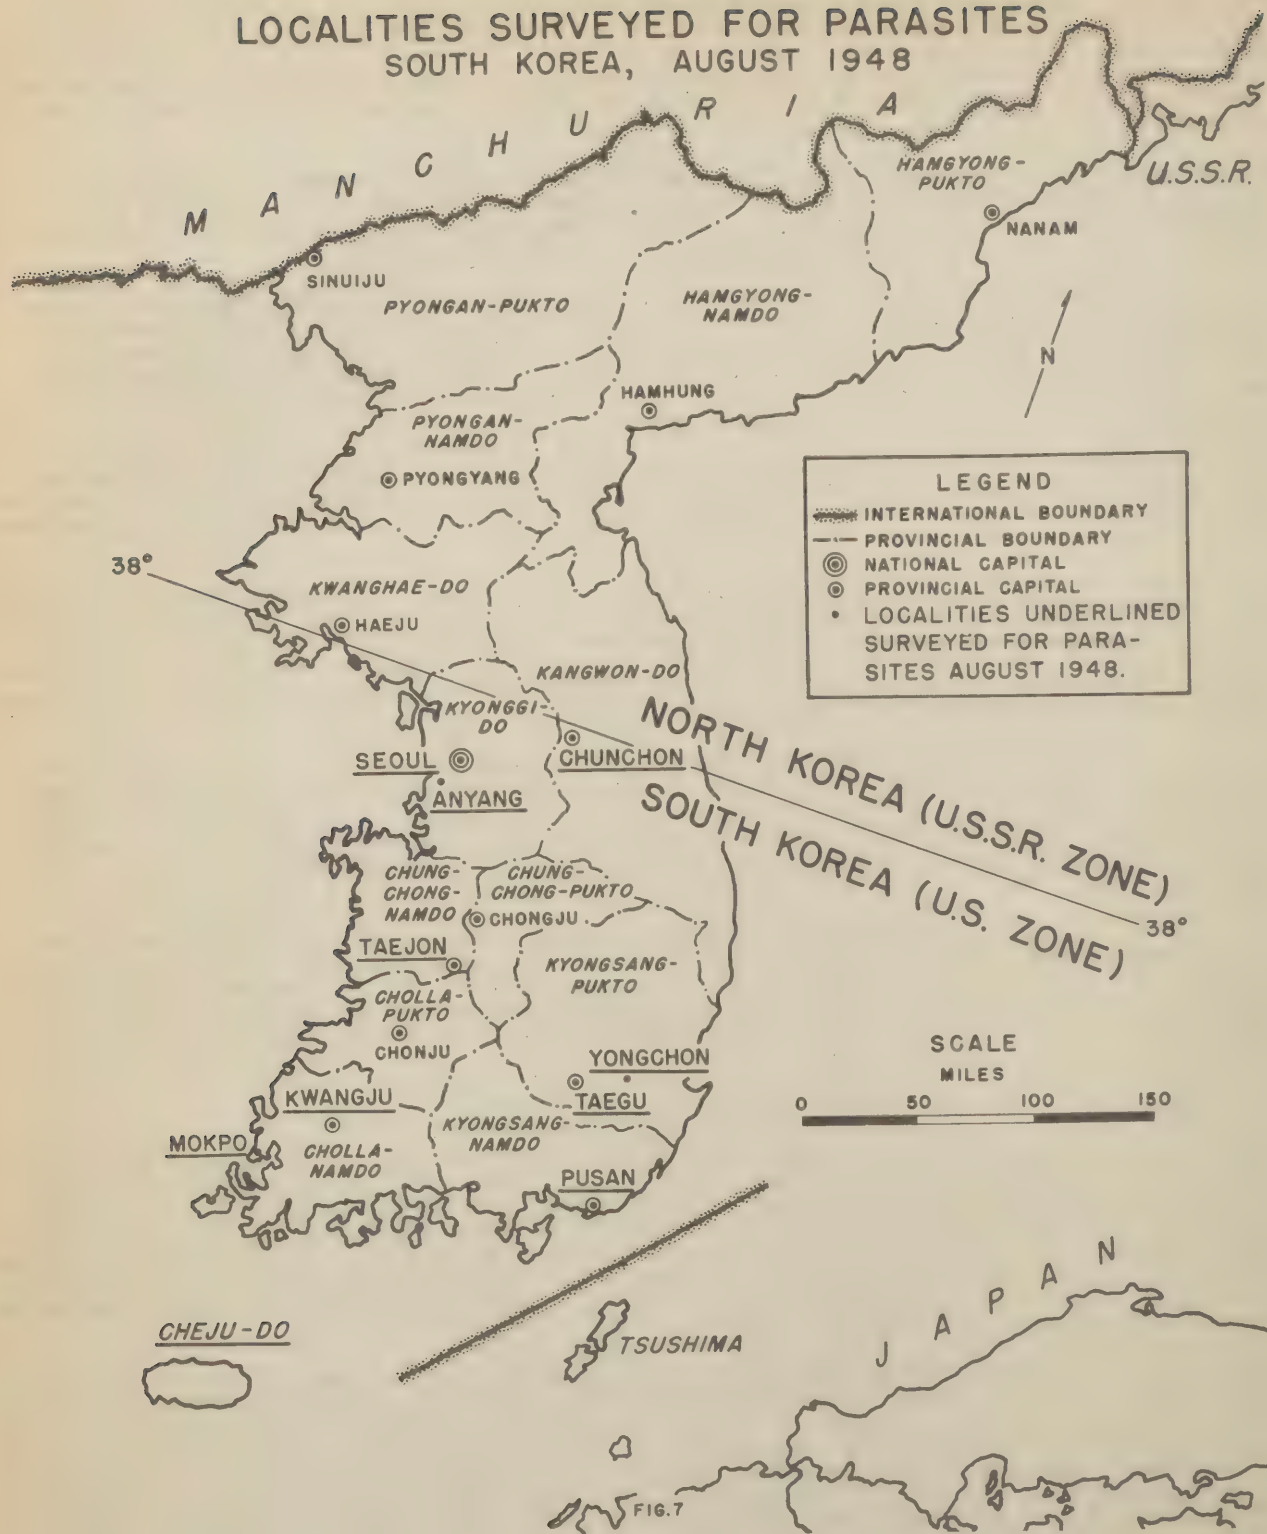 LOCALITIES SURVEYED FOR PARASITES
SOUTH KOREA, AUGUST 1948
MANCHURIA
U.S.S.R.
HAMGYONG-
PUKTO
NANAM
SINUIJU
PYONGAN-PUKTO
HAMGYONG-
NAMDO
N
HAMHUNG
PYONGAN-
NAMDO
PYONGYANG
LEGEND
INTERNATIONAL BOUNDARY
PROVINCIAL BOUNDARY
NATIONAL CAPITAL
PROVINCIAL CAPITAL
LOCALITIES UNDERLINED
SURVEYED FOR PARA-
SITES AUGUST 1948.
38°
KWANGHAE-DO
HAEJU
KANGWON-DO
KYONGGI-
DO
NORTH KOREA (U.S.S.R. ZONE)
SEOUL
CHUNCHON
ANYANG
SOUTH KOREA (U.S. ZONE)
38°
CHUNG-
CHONG-
NAMDO
CHUNG-
CHONG-PUKTO
CHONGJU
TAEJON
KYONGSANG-
PUKTO
CHOLLA-
PUKTO
CHONJU
YONGCHON
TAEGU
SCALE
MILES
0 50 100 150
KWANGJU
KYONGSANG-
NAMDO
MOKPO
CHOLLA-
NAMDO
PUSAN
CHEJU-DO
TSUSHIMA
JAPAN
FIG.7